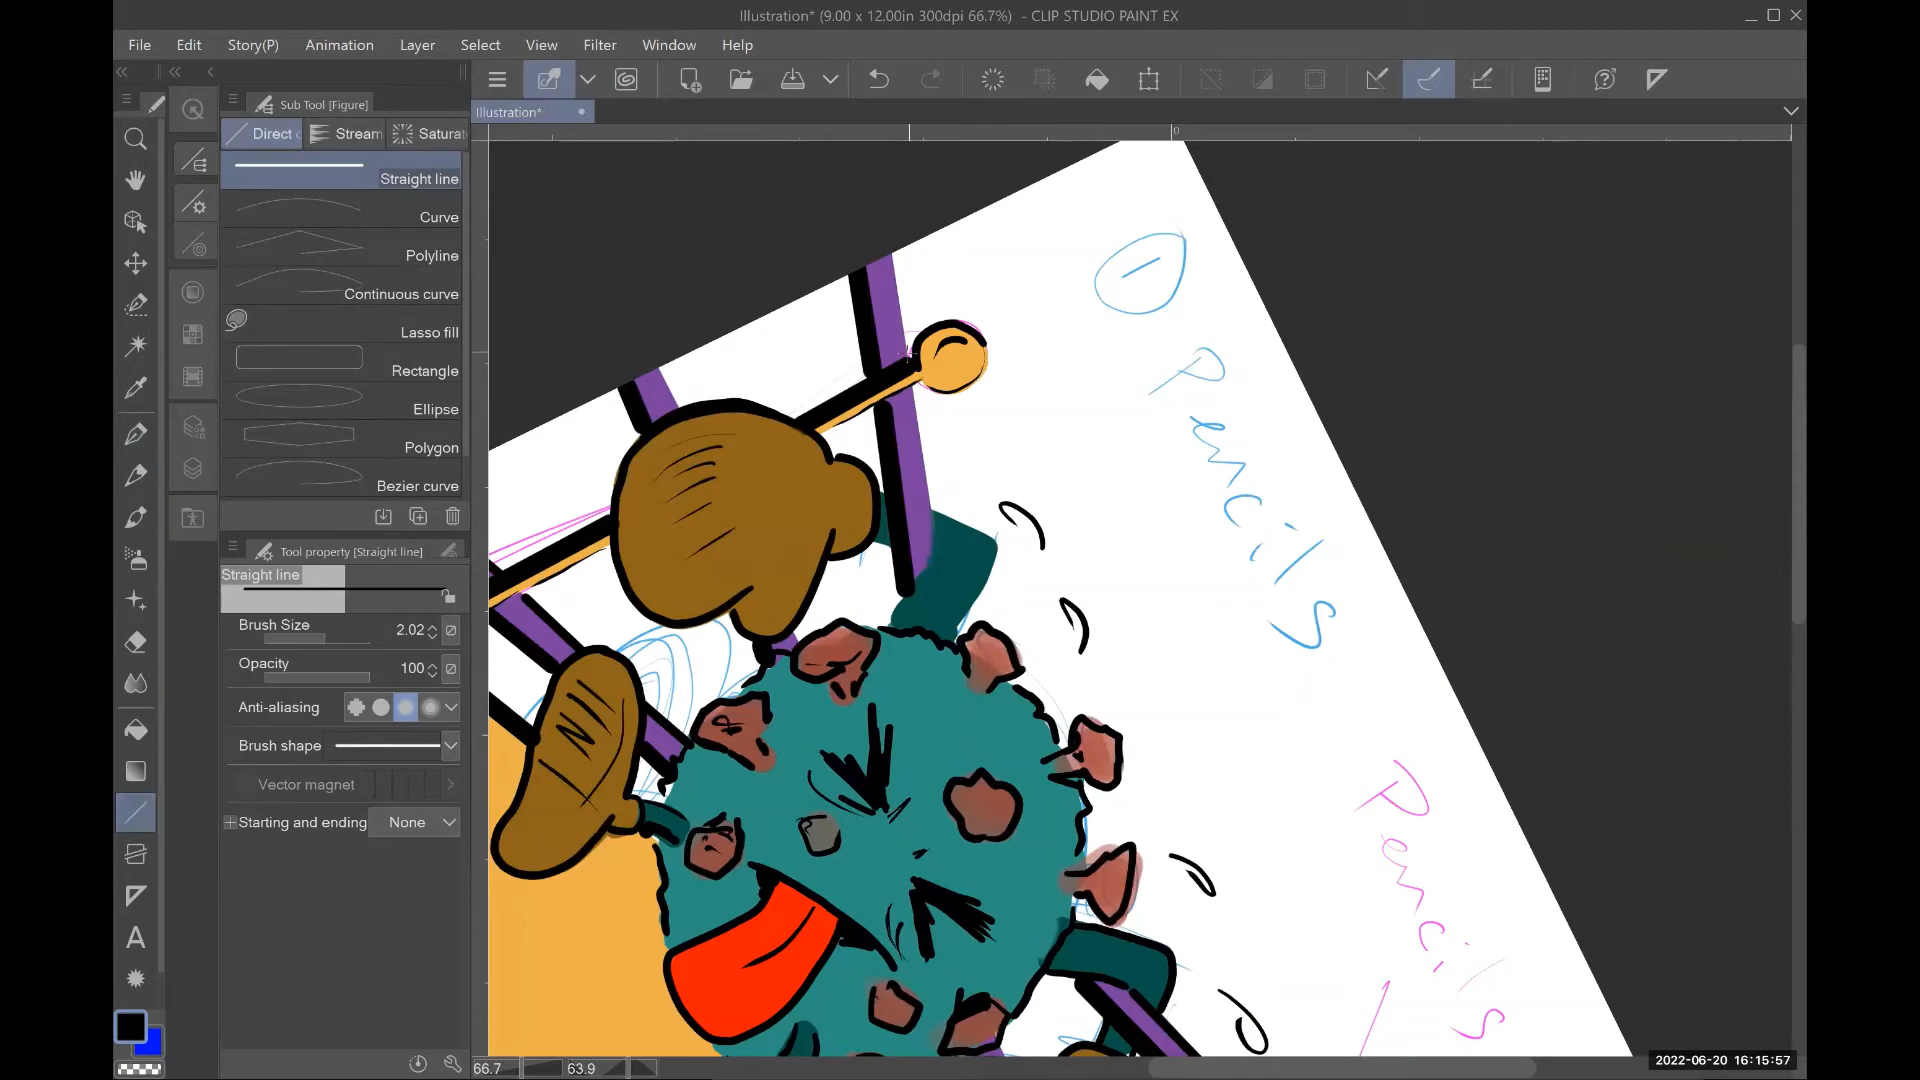 Illustration* (9.00 x 12.00in 300dpi 66.7%) - CLIP STUDIO PAINT EX
File Edit Story(P) Animation Layer Select View Filter Window Help
Sub Tool [Figure]
Illustration*
Direct Stream Saturat
0
Straight line
Curve
Polyline
Continuous curve
Lasso fill
Rectangle
Ellipse
Polygon
Bezier curve
Tool property [Straight line]
Straight line
Brush Size 2.02
Opacity 100
Anti-aliasing
Brush shape
Vector magnet
Starting and ending None
Pencils
Pencils
66.7 63.9
2022-06-20 16:15:57